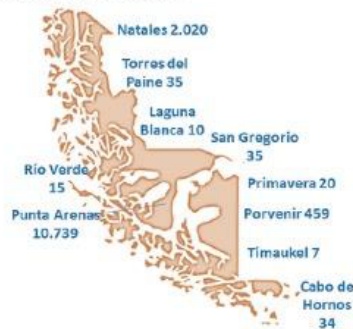 Natales 2.020
Torres del
Paine 35
Laguna
Blanca 10
San Gregorio
35
Río Verde
15
Primavera 20
Punta Arenas
10.739
Porvenir 459
Timaukel 7
Cabo de
Hornos
34